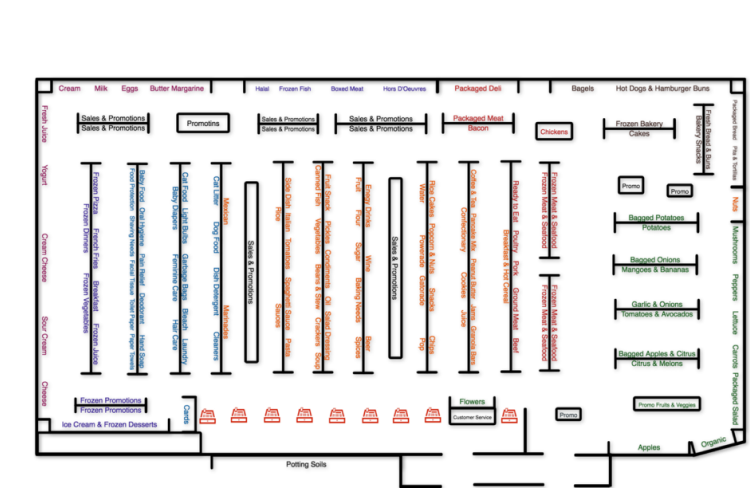 Cream Milk Eggs Butter Margarine
Halal Frozen Fish Boxed Meat Hors D'Oeuvres
Packaged Deli
Bagels Hot Dogs & Hamburger Buns
Fresh Juice
Yogurt
Cream Cheese
Sour Cream
Cheese
Sales & Promotions
Sales & Promotions
Promotins
Sales & Promotions
Sales & Promotions
Sales & Promotions
Sales & Promotions
Packaged Meat
Bacon
Chickens
Frozen Bakery
Cakes
Fresh Bread & Buns
Bakery Snacks
Packaged Bread Pita & Tortillas
Nuts
Mushrooms Peppers Lettuce Carrots Packaged Salad
Organic
Frozen Pizza French Fries Breakfast Frozen Juice
Frozen Dinners Frozen Vegetables
Baby Food Oral Hygiene Pain Relief Deodorant Hand Soap
Food Protection Shaving Needs Facial Tissue Toilet Paper Paper Towels
Cat Food Light Bulbs Garbage Bags Bleach Laundry
Baby Diapers Feminine Care Hair Care
Mexican Marinades
Cat Litter Dog Food Dish Detergent Cleaners
Sales & Promotions
Side Dish Italian Tomatoes Spaghetti Sauce Pasta
Rice Sauces
Fruit Snack Pickles Condiments Oil Salad Dressing
Canned Fish Vegetables Beans & Stew Crackers Soup
Enegy Drinks Wine Beer
Fruit Flour Sugar Baking Needs Spices
Sales & Promotions
Rice Cakes Popcorn & Nuts Snacks Chips
Water Powerade Gatorade Pop
Coffee & Tea Pancake Mix Peanut Butter Jams Granola Bars
Confectionary Cookies Juice
Ready to Eat Poultry Pork Ground Meat Beef
Breakfast & Hot Cereal
Frozen Meat & Seafood
Frozen Meat & Seafood
Frozen Meat & Seafood
Frozen Meat & Seafood
Promo
Promo
Bagged Potatoes
Potatoes
Bagged Onions
Mangoes & Bananas
Garlic & Onions
Tomatoes & Avocados
Bagged Apples & Citrus
Citrus & Melons
Promo Fruits & Veggies
Frozen Promotions
Frozen Promotions
Ice Cream & Frozen Desserts
Cards
Flowers
Customer Service
Promo
Apples
Potting Soils